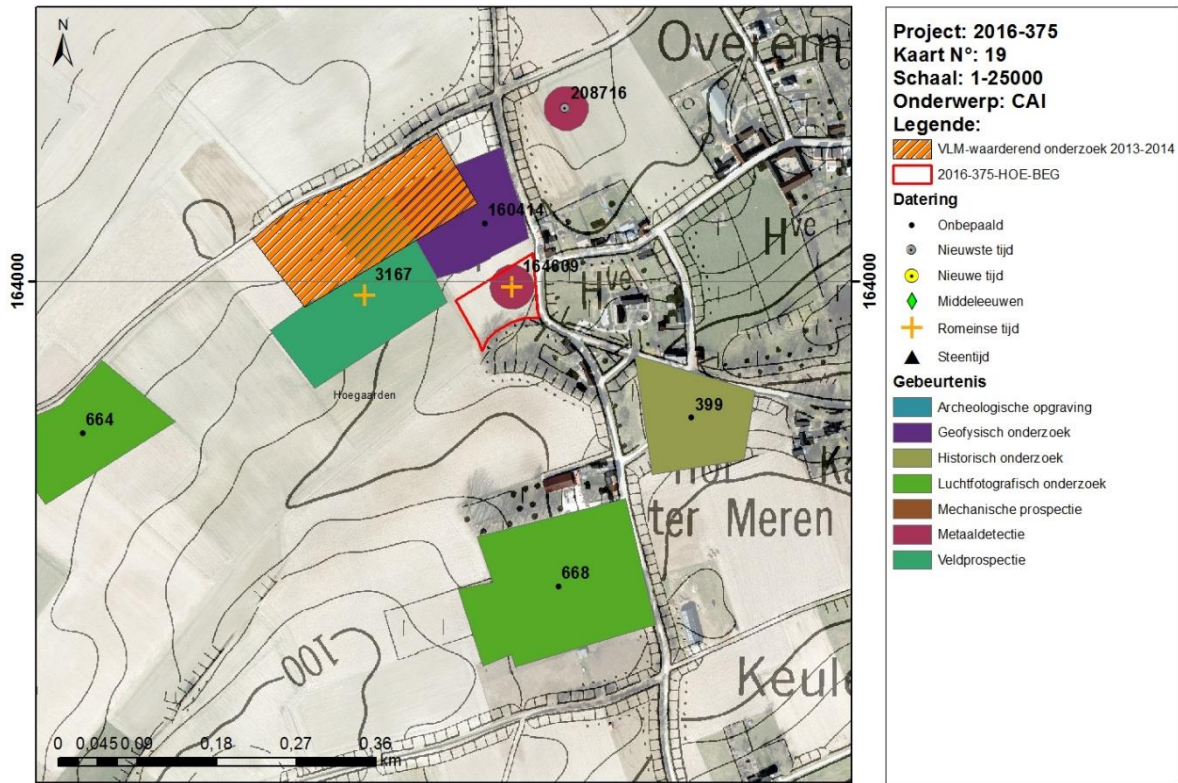 N
Overem
208716
160414
Hve
3167
164609
Hve
164000
164000
Hoegaarden
664
399
ter Meren
668
100
Keule
0 0,045 0,09 0,18 0,27 0,36
km
Project: 2016-375
Kaart N°: 19
Schaal: 1-25000
Onderwerp: CAI
Legende:
VLM-waarderend onderzoek 2013-2014
2016-375-HOE-BEG
Datering
Onbepaald
Nieuwste tijd
Nieuwe tijd
Middeleeuwen
Romeinse tijd
Steentijd
Gebeurtenis
Archeologische opgraving
Geofysisch onderzoek
Historisch onderzoek
Luchtfotografisch onderzoek
Mechanische prospectie
Metaaldetectie
Veldprospectie